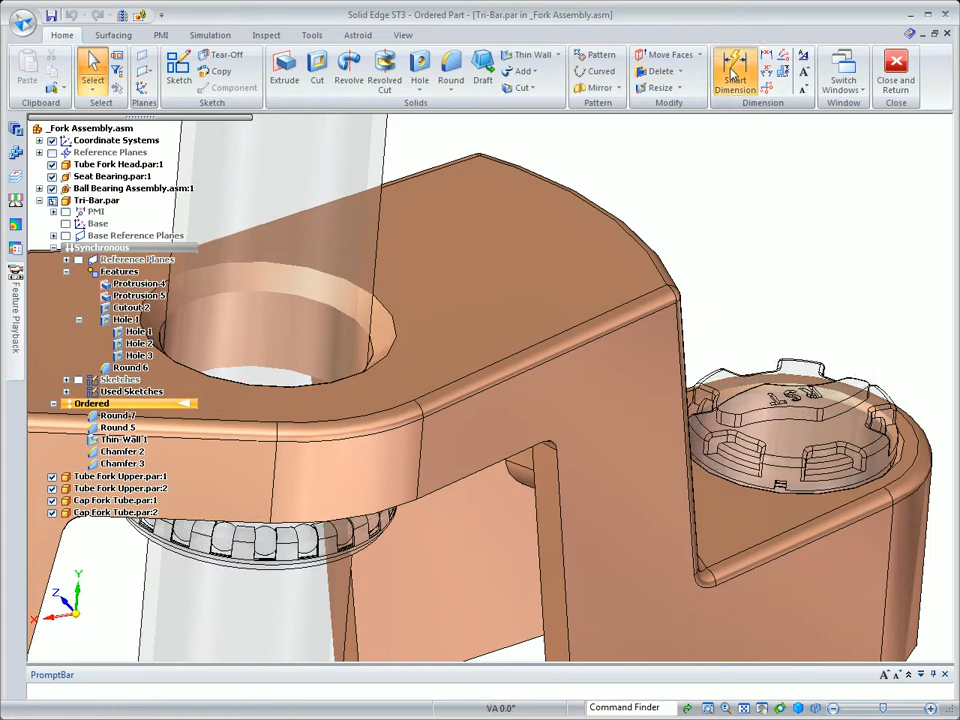 Solid Edge ST3 - Ordered Part - [Tri-Bar.par in _Fork Assembly.asm]
Home Surfacing PMI Simulation Inspect Tools Astroid View
Paste
Clipboard
Select
Select
Planes
Sketch
Tear-Off
Copy
Component
Sketch
Extrude
Cut
Revolve
Revolved Cut
Hole
Round
Draft
Thin Wall
Add
Cut
Solids
Pattern
Curved
Mirror
Pattern
Move Faces
Delete
Resize
Modify
Smart Dimension
Dimension
Switch Windows
Window
Close and Return
Close
_Fork Assembly.asm
Coordinate Systems
Reference Planes
Tube Fork Head.par:1
Seat Bearing.par:1
Ball Bearing Assembly.asm:1
Tri-Bar.par
PMI
Base
Base Reference Planes
Synchronous
Reference Planes
Features
Protrusion 4
Protrusion 5
Cutout 2
Hole 1
Hole 1
Hole 2
Hole 3
Round 6
Sketches
Used Sketches
Ordered
Round 7
Round 5
Thin-Wall 1
Chamfer 2
Chamfer 3
Tube Fork Upper.par:1
Tube Fork Upper.par:2
Cap Fork Tube.par:1
Cap Fork Tube.par:2
Feature Playback
Y
Z
X
PromptBar
VA 0.0°
Command Finder